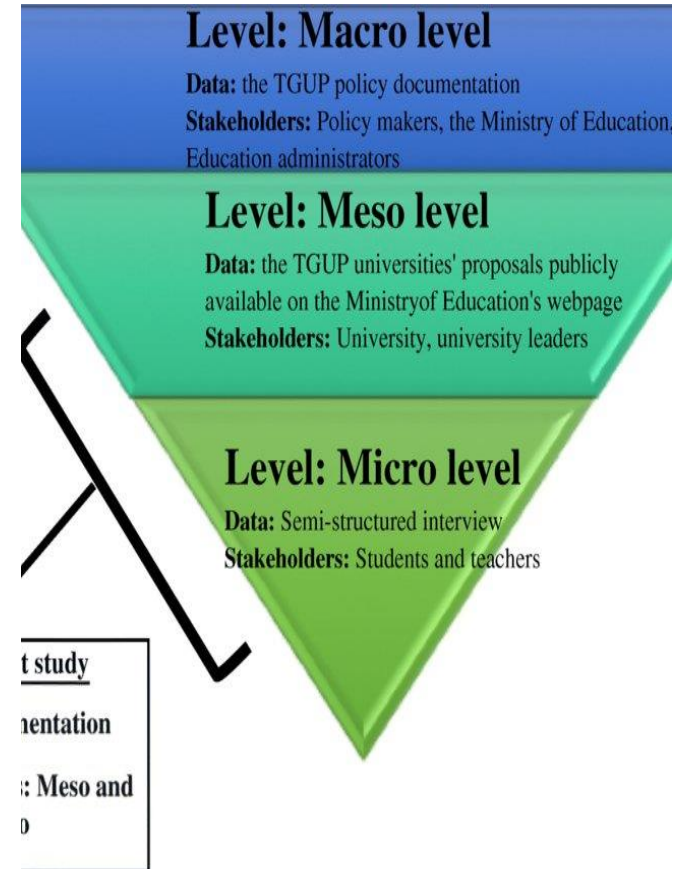 Level: Macro level
Data: the TGUP policy documentation
Stakeholders: Policy makers, the Ministry of Education,
Education administrators
Level: Meso level
Data: the TGUP universities' proposals publicly
available on the Ministryof Education's webpage
Stakeholders: University, university leaders
Level: Micro level
Data: Semi-structured interview
Stakeholders: Students and teachers
t study
nentation
: Meso and